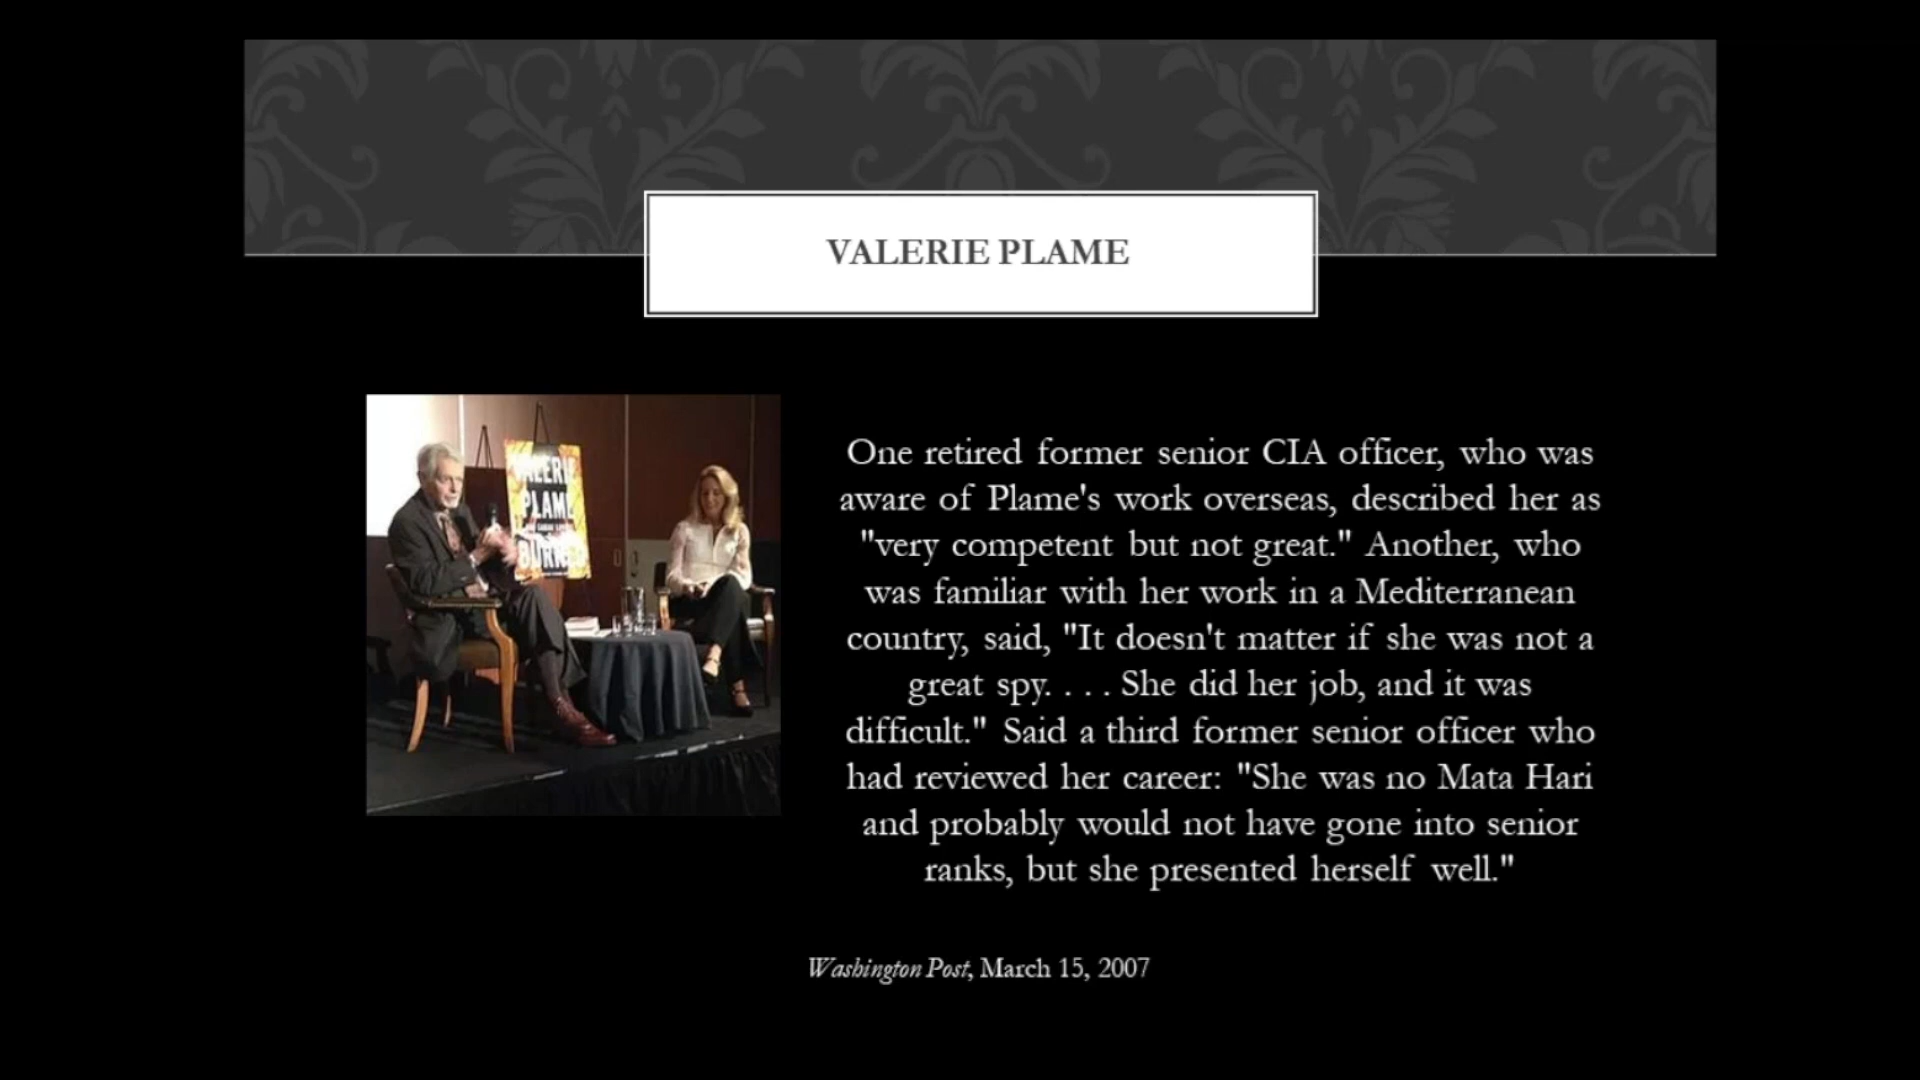 VALERIE PLAME
VALERIE
PLAME
BURNED
One retired former senior CIA officer, who was
aware of Plame's work overseas, described her as
"very competent but not great." Another, who
was familiar with her work in a Mediterranean
country, said, "It doesn't matter if she was not a
great spy. . . . She did her job, and it was
difficult." Said a third former senior officer who
had reviewed her career: "She was no Mata Hari
and probably would not have gone into senior
ranks, but she presented herself well."
Washington Post, March 15, 2007